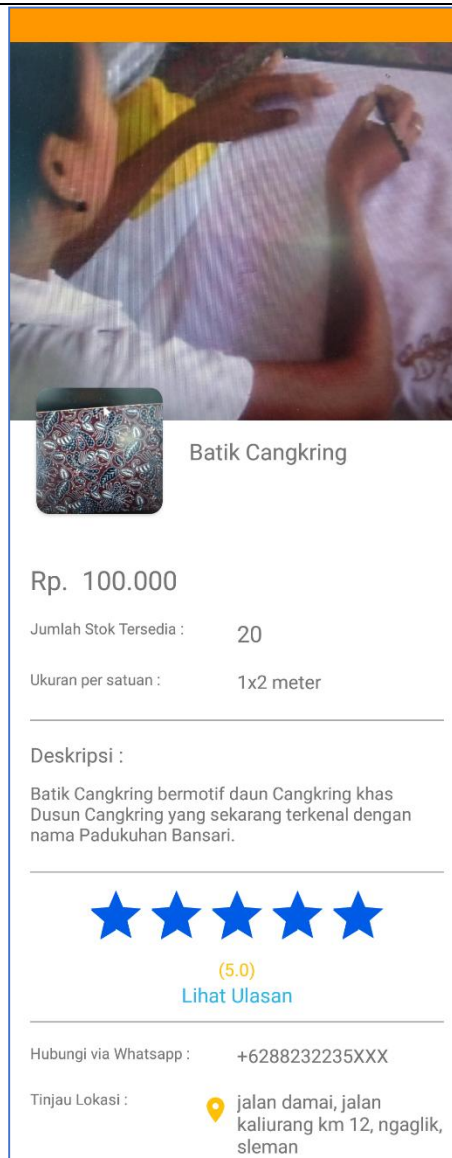 Batik Cangkring
Rp. 100.000
Jumlah Stok Tersedia :
20
Ukuran per satuan :
1x2 meter
Deskripsi :
Batik Cangkring bermotif daun Cangkring khas
Dusun Cangkring yang sekarang terkenal dengan
nama Padukuhan Bansari.
(5.0)
Lihat Ulasan
Hubungi via Whatsapp :
+6288232235XXX
Tinjau Lokasi :
jalan damai, jalan
kaliurang km 12, ngaglik,
sleman